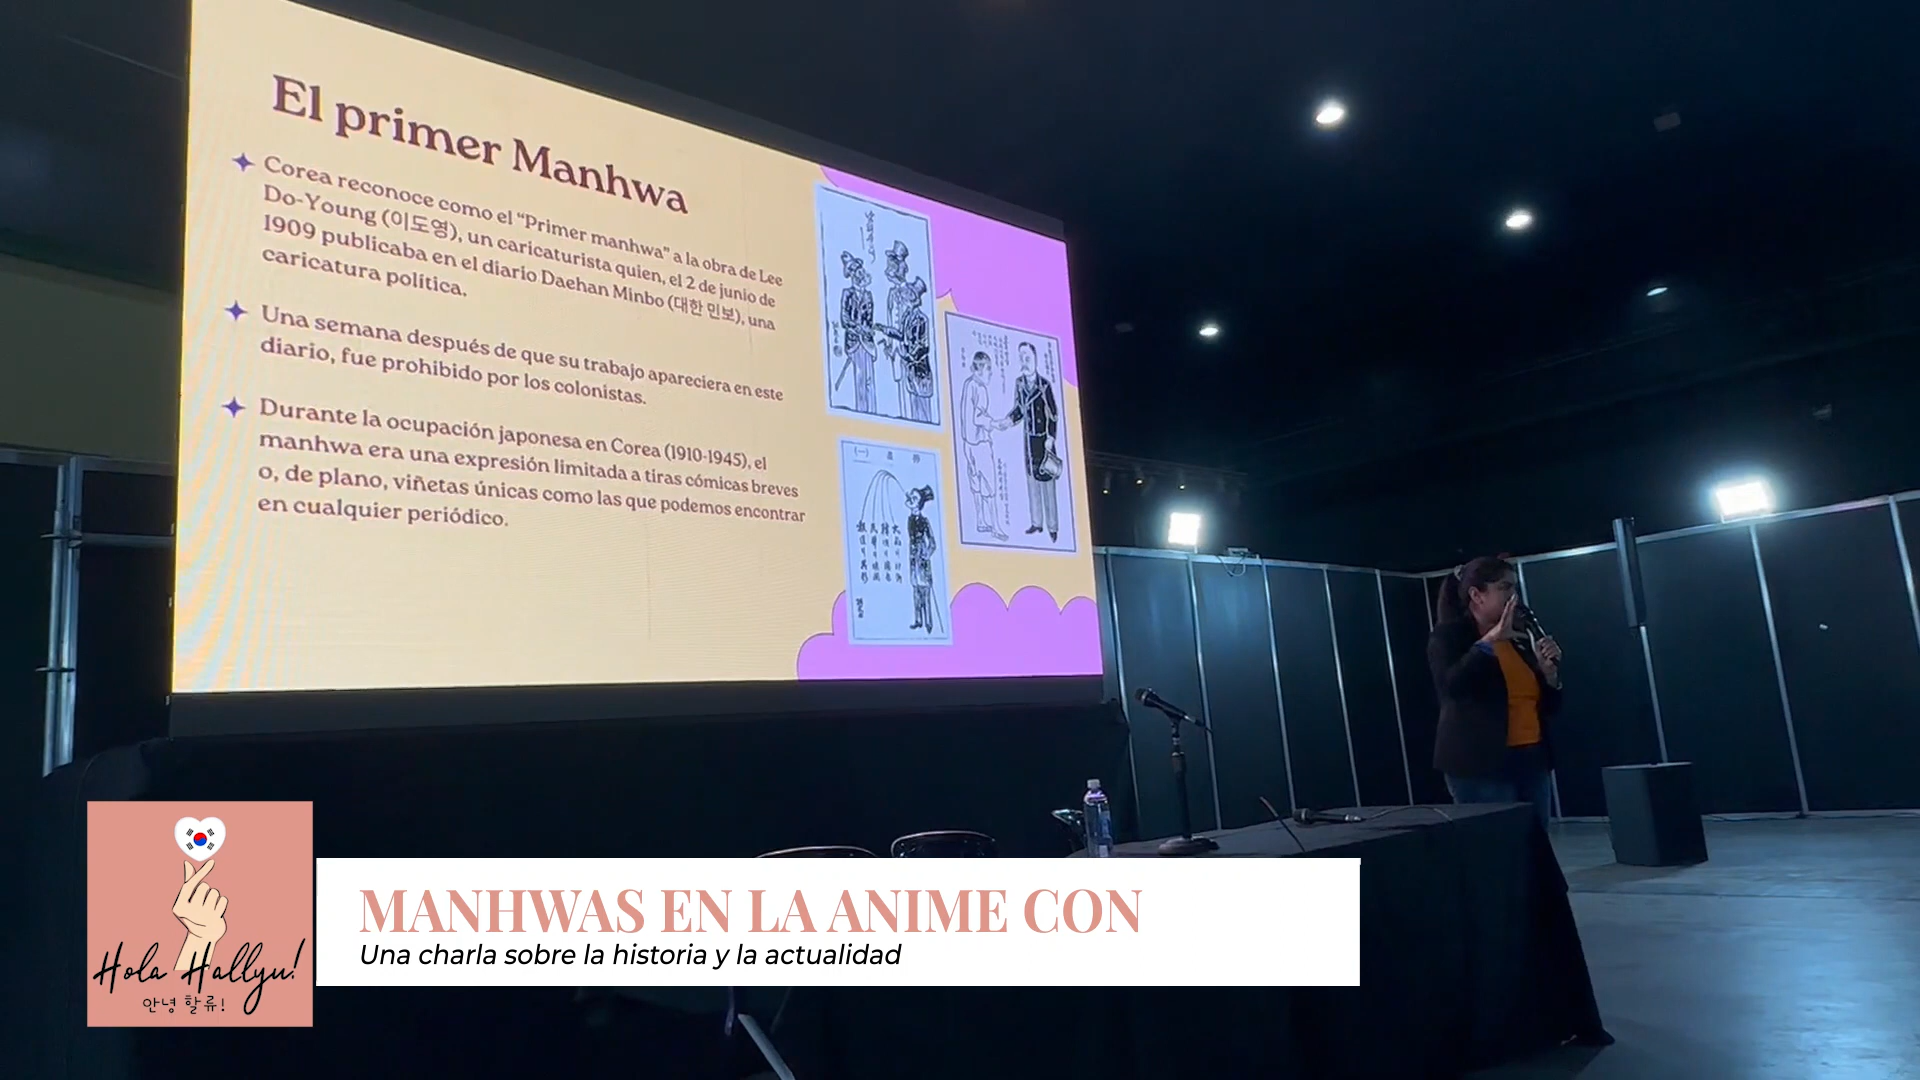 El primer Manhwa
Corea reconoce como el “Primer manhwa” a la obra de Lee
Do-Young (이도영), un caricaturista quien, el 2 de junio de
1909 publicaba en el diario Daehan Minbo (대한 민보), una
caricatura política.
Una semana después de que su trabajo apareciera en este
diario, fue prohibido por los colonistas.
Durante la ocupación japonesa en Corea (1910-1945), el
manhwa era una expresión limitada a tiras cómicas breves
o, de plano, viñetas únicas como las que podemos encontrar
en cualquier periódico.
Hola Hallyu!
안녕 할류!
MANHWAS EN LA ANIME CON
Una charla sobre la historia y la actualidad